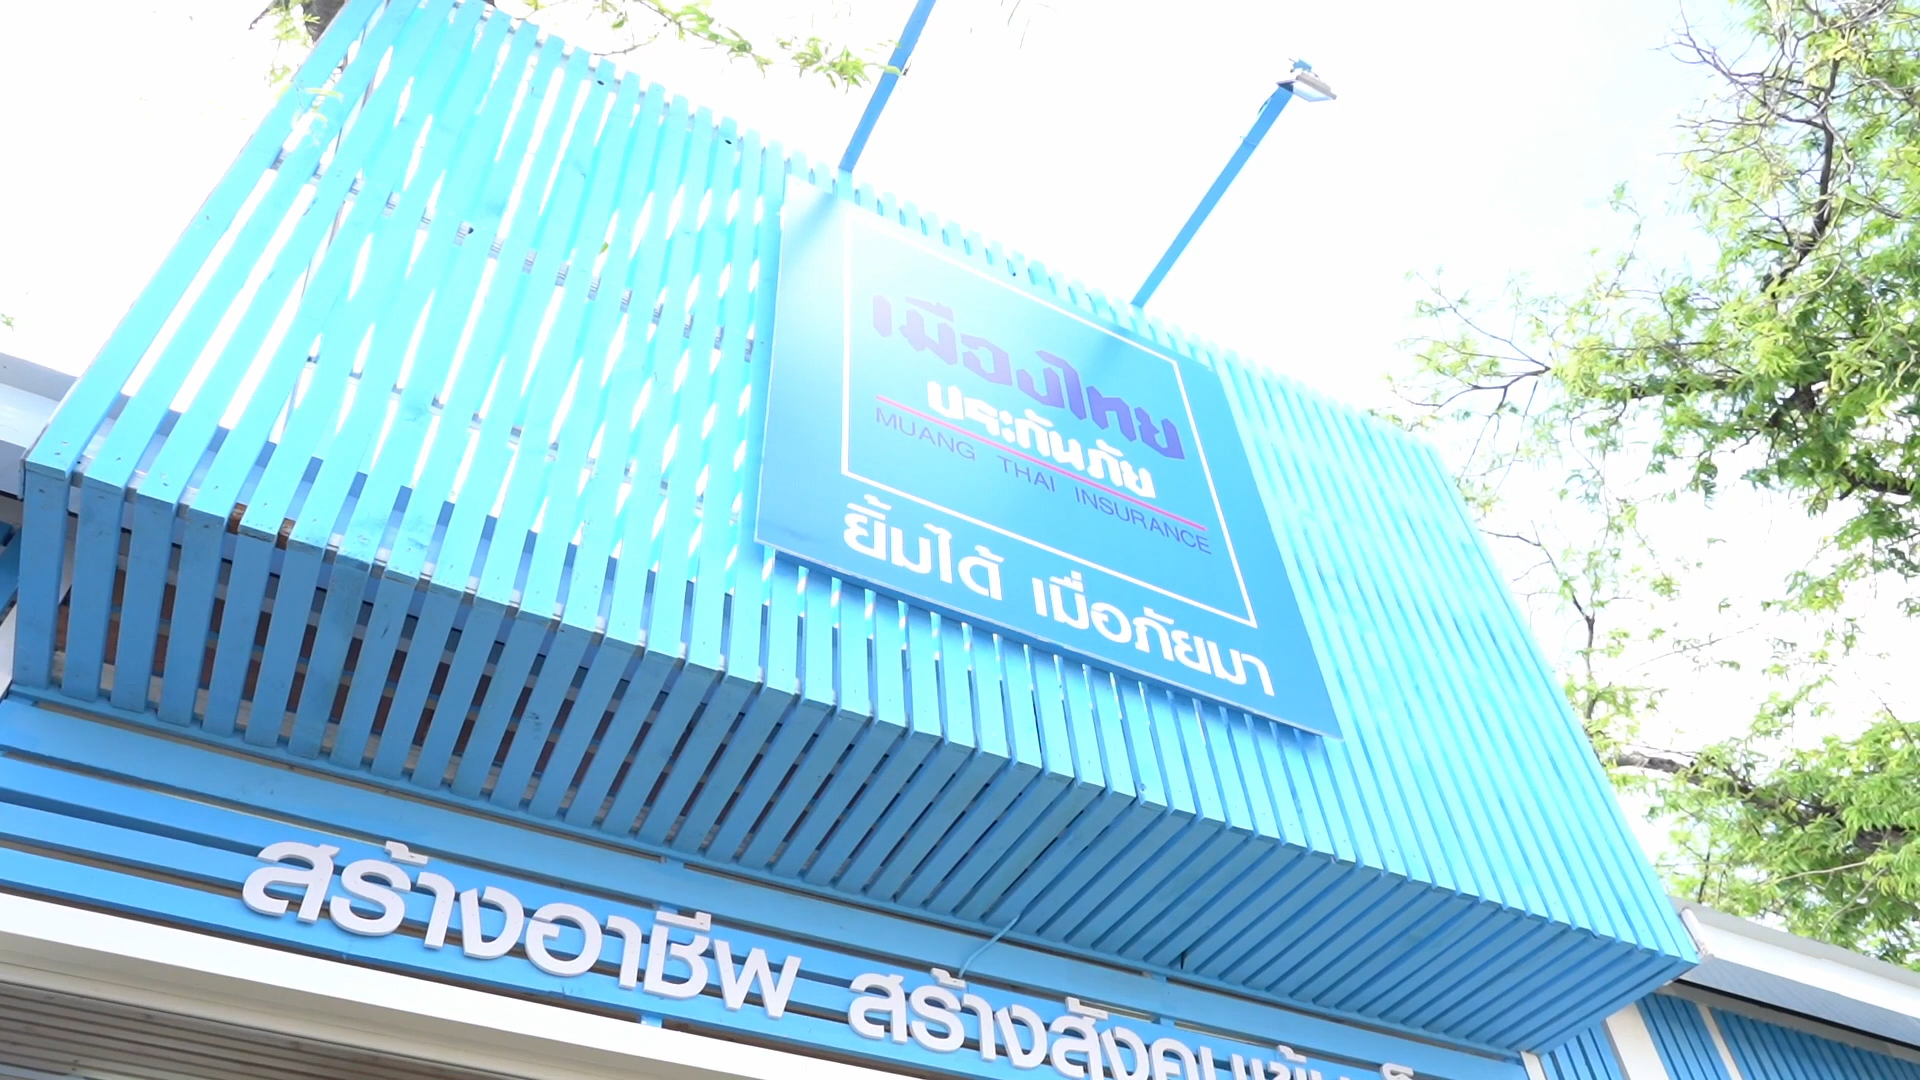 เมืองไทย
ประกันภัย
MUANG THAI INSURANCE
ยิ้มได้ เมื่อภัยมา
สร้างอาชีพ สร้างสังคม